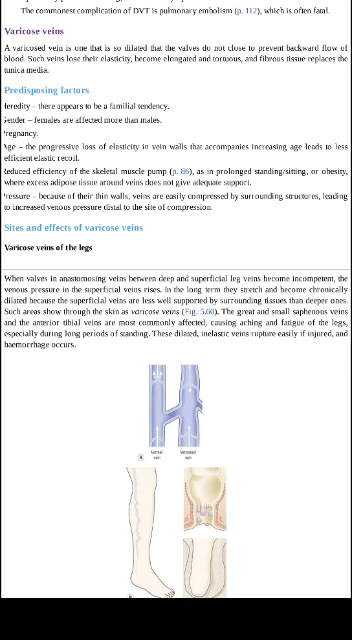 The commonest complication of DVT is pulmonary embolism (p. 112), which is often fatal.
Varicose veins
A varicosed vein is one that is so dilated that the valves do not close to prevent backward flow of
blood. Such veins lose their elasticity, become elongated and tortuous, and fibrous tissue replaces the
tunica media.
Predisposing factors
Heredity – there appears to be a familial tendency.
Gender – females are affected more than males.
Pregnancy.
Age – the progressive loss of elasticity in vein walls that accompanies increasing age leads to less
efficient elastic recoil.
Reduced efficiency of the skeletal muscle pump (p. 86), as in prolonged standing/sitting, or obesity,
where excess adipose tissue around veins does not give adequate support.
Pressure – because of their thin walls, veins are easily compressed by surrounding structures, leading
to increased venous pressure distal to the site of compression.
Sites and effects of varicose veins
Varicose veins of the legs
When valves in anastomosing veins between deep and superficial leg veins become incompetent, the
venous pressure in the superficial veins rises. In the long term they stretch and become chronically
dilated because the superficial veins are less well supported by surrounding tissues than deeper ones.
Such areas show through the skin as varicose veins (Fig. 5.60). The great and small saphenous veins
and the anterior tibial veins are most commonly affected, causing aching and fatigue of the legs,
especially during long periods of standing. These dilated, inelastic veins rupture easily if injured, and
haemorrhage occurs.
Normal vein
Varicosed vein
A